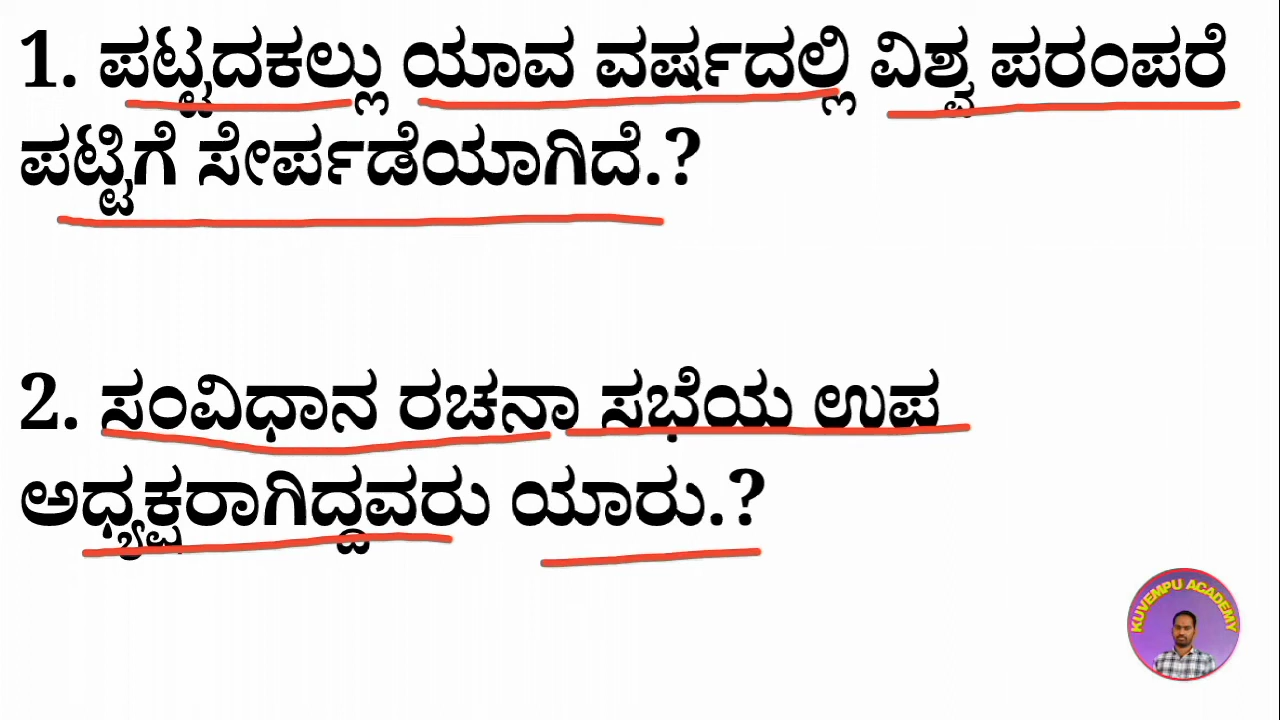 1. ಪಟ್ಟದಕಲ್ಲು ಯಾವ ವರ್ಷದಲ್ಲಿ ವಿಶ್ವ ಪರಂಪರೆ
ಪಟ್ಟಿಗೆ ಸೇರ್ಪಡೆಯಾಗಿದೆ.?
2. ಸಂವಿಧಾನ ರಚನಾ ಸಭೆಯ ಉಪ
ಅಧ್ಯಕ್ಷರಾಗಿದ್ದವರು ಯಾರು.?
KUVEMPU ACADEMY